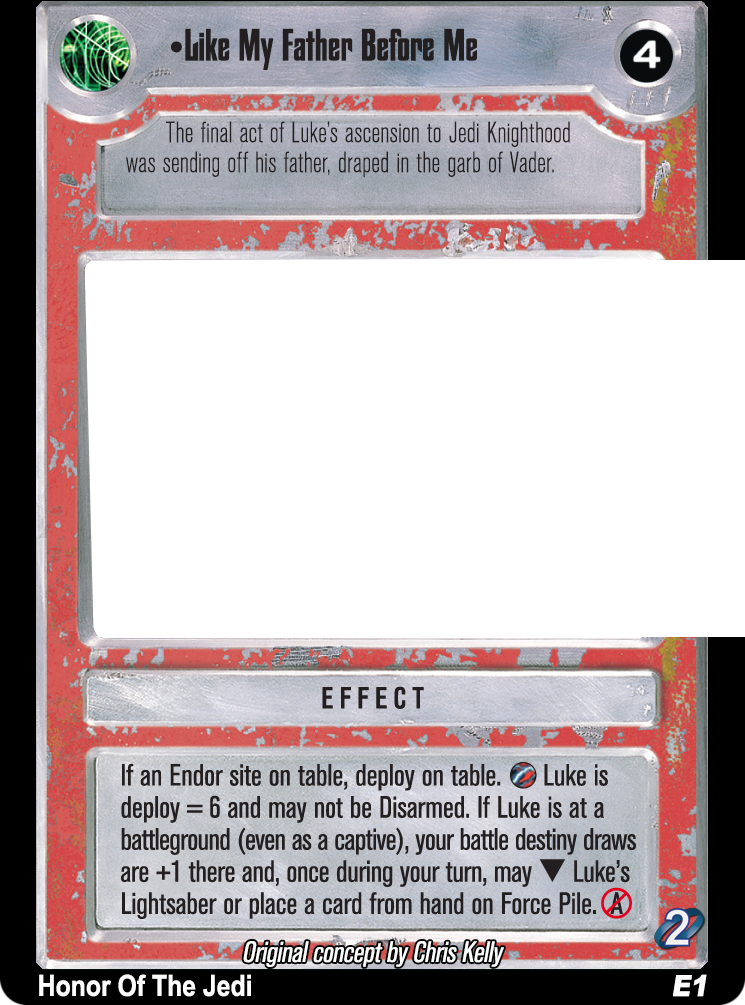 •Like My Father Before Me
4
The final act of Luke's ascension to Jedi Knighthood
was sending off his father, draped in the garb of Vader.
EFFECT
If an Endor site on table, deploy on table. Luke is
deploy = 6 and may not be Disarmed. If Luke is at a
battleground (even as a captive), your battle destiny draws
are +1 there and, once during your turn, may ▼ Luke's
Lightsaber or place a card from hand on Force Pile. A
2
Original concept by Chris Kelly
Honor Of The Jedi
E1